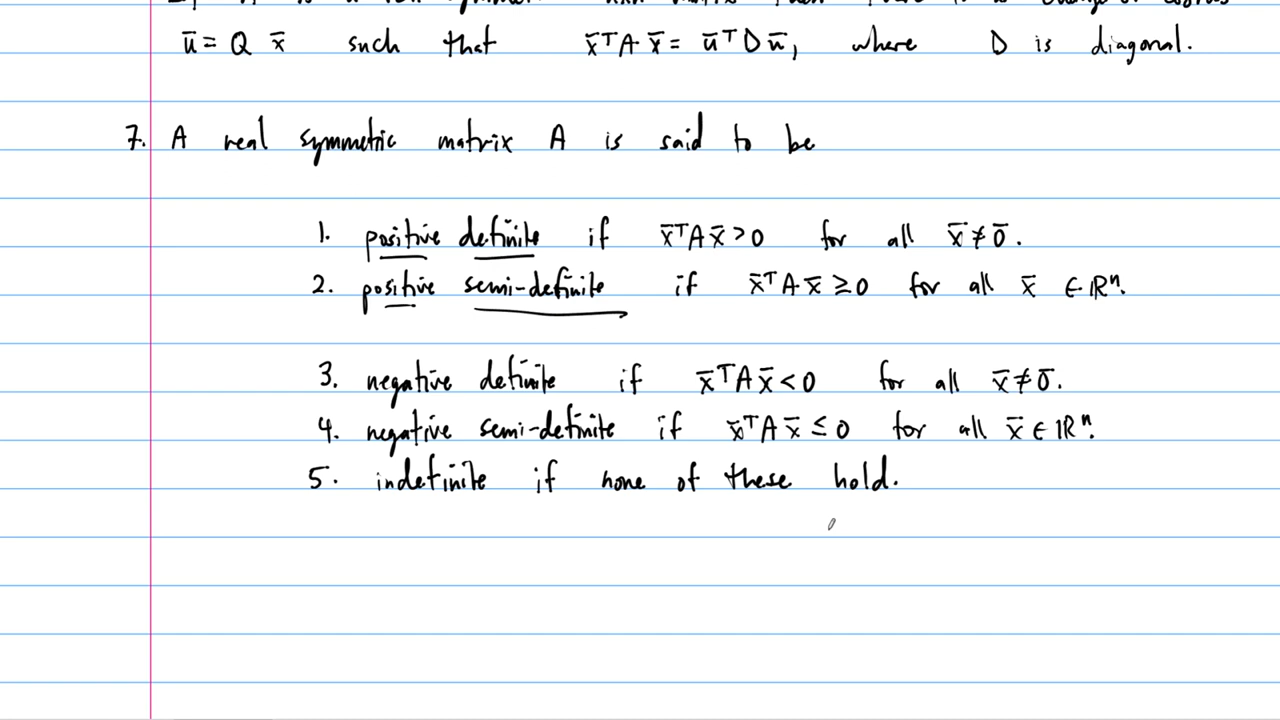 ū = Q x̄ such that x̄ᵀA x̄ = ūᵀDū, where D is diagonal.
7. A real symmetric matrix A is said to be
1. positive definite if x̄ᵀAx̄ > 0 for all x̄ ≠ 0̄.
2. positive semi-definite if x̄ᵀAx̄ ≥ 0 for all x̄ ∈ ℝⁿ.
3. negative definite if x̄ᵀAx̄ < 0 for all x̄ ≠ 0̄.
4. negative semi-definite if x̄ᵀAx̄ ≤ 0 for all x̄ ∈ ℝⁿ.
5. indefinite if none of these hold.